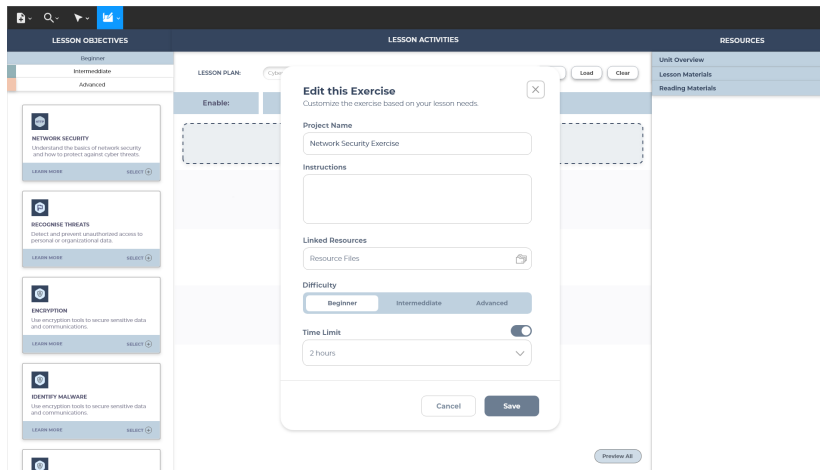 LESSON OBJECTIVES
LESSON ACTIVITIES
RESOURCES
Beginner
Intermeddiate
Advanced
NETWORK SECURITY
Understand the basics of network security
and how to protect against cyber threats.
LEARN MORE
SELECT
RECOGNISE THREATS
Detect and prevent unauthorized access to
personal or organizational data.
LEARN MORE
SELECT
ENCRYPTION
Use encryption tools to secure sensitive data
and communications.
LEARN MORE
SELECT
IDENTIFY MALWARE
Use encryption tools to secure sensitive data
and communications.
LEARN MORE
SELECT
LESSON PLAN:
Cyber
Load
Clear
Enable:
Edit this Exercise
Customize the exercise based on your lesson needs.
Project Name
Network Security Exercise
Instructions
Linked Resources
Resource Files
Difficulty
Beginner
Intermeddiate
Advanced
Time Limit
2 hours
Cancel
Save
Preview All
Unit Overview
Lesson Materials
Reading Materials